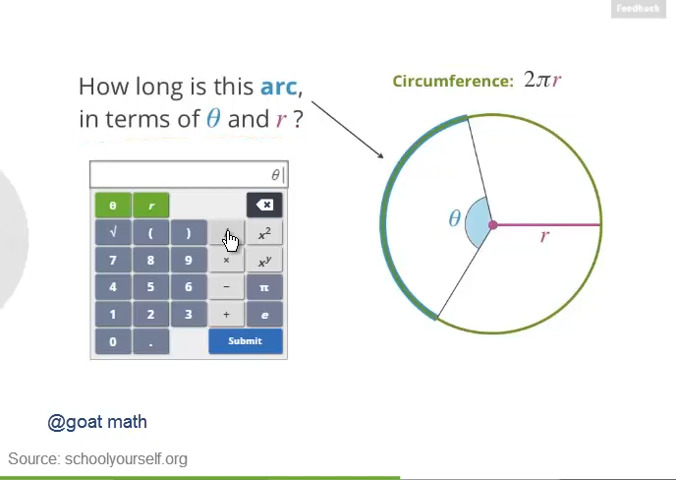 Feedback
How long is this arc,
in terms of θ and r ?
Circumference: 2πr
θ
θ r
√ ( ) x²
7 8 9 × xʸ
4 5 6 − π
1 2 3 + e
0 . Submit
θ
r
@goat math
Source: schoolyourself.org